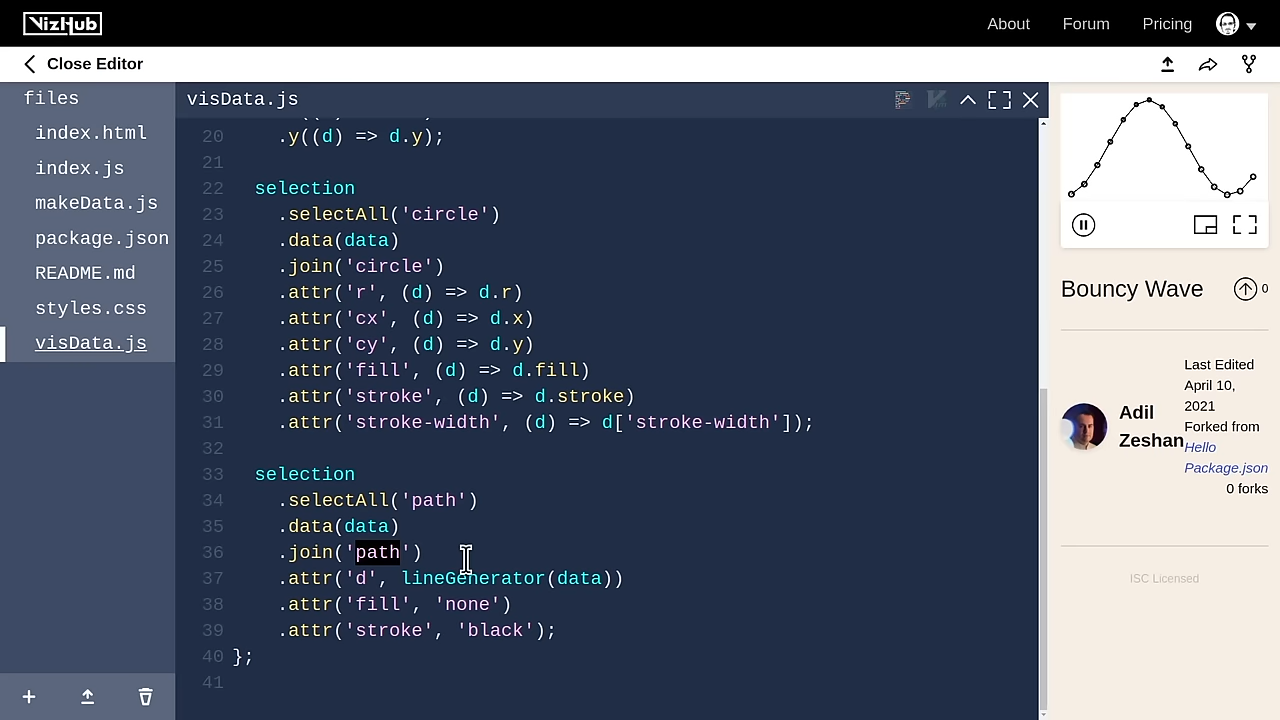 VizHub
About Forum Pricing
Close Editor
files
index.html
index.js
makeData.js
package.json
README.md
styles.css
visData.js
visData.js
20 .y((d) => d.y);
21
22 selection
23 .selectAll('circle')
24 .data(data)
25 .join('circle')
26 .attr('r', (d) => d.r)
27 .attr('cx', (d) => d.x)
28 .attr('cy', (d) => d.y)
29 .attr('fill', (d) => d.fill)
30 .attr('stroke', (d) => d.stroke)
31 .attr('stroke-width', (d) => d['stroke-width']);
32
33 selection
34 .selectAll('path')
35 .data(data)
36 .join('path')
37 .attr('d', lineGenerator(data))
38 .attr('fill', 'none')
39 .attr('stroke', 'black');
40 };
41
Bouncy Wave 0
Adil
Zeshan
Last Edited
April 10,
2021
Forked from
Hello
Package.json
0 forks
ISC Licensed